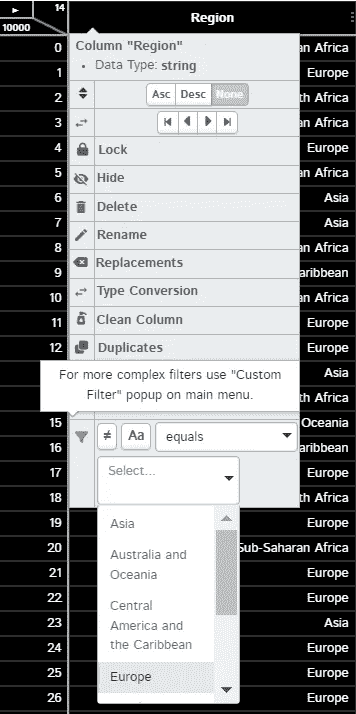 14
10000
Region
Column "Region"
• Data Type: string
Asc Desc None
Lock
Hide
Delete
Rename
Replacements
Type Conversion
Clean Column
Duplicates
For more complex filters use "Custom
Filter" popup on main menu.
≠ Aa equals
Select...
Asia
Australia and
Oceania
Central
America and
the Caribbean
Europe
0 an Africa
1 Europe
2 th Africa
3 an Africa
4 Europe
5 an Africa
6 Asia
7 Asia
8 an Africa
9 aribbean
10 an Africa
11 Europe
12 Europe
Asia
th Africa
15 Oceania
16 aribbean
17 Europe
18 th Africa
19 Europe
20 Sub-Saharan Africa
21 Europe
22 Europe
23 Asia
24 Europe
25 Europe
26 Europe